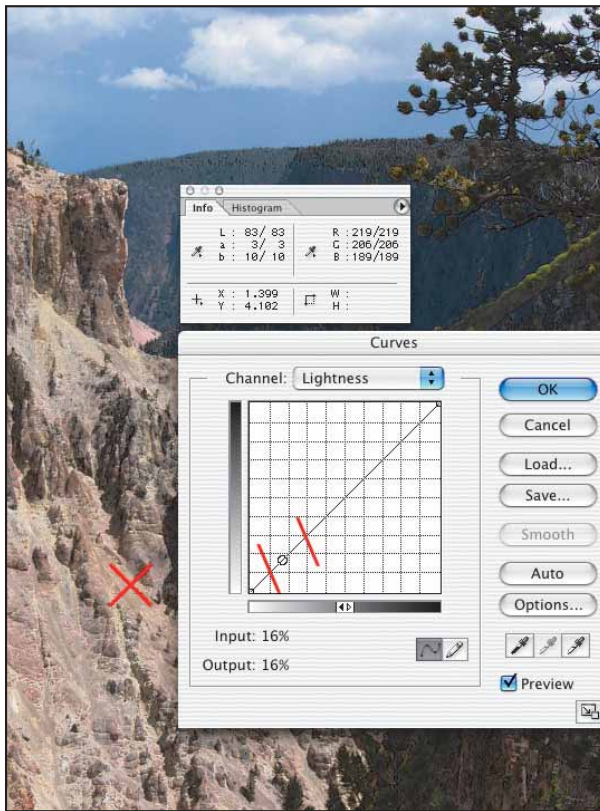 Info Histogram
L : 83/ 83 R : 219/219
a : 3/ 3 G : 206/206
b : 10/ 10 B : 189/189
X : 1.399 W :
Y : 4.102 H :
Curves
Channel: Lightness
OK
Cancel
Load...
Save...
Smooth
Auto
Options...
Input: 16%
Output: 16%
Preview